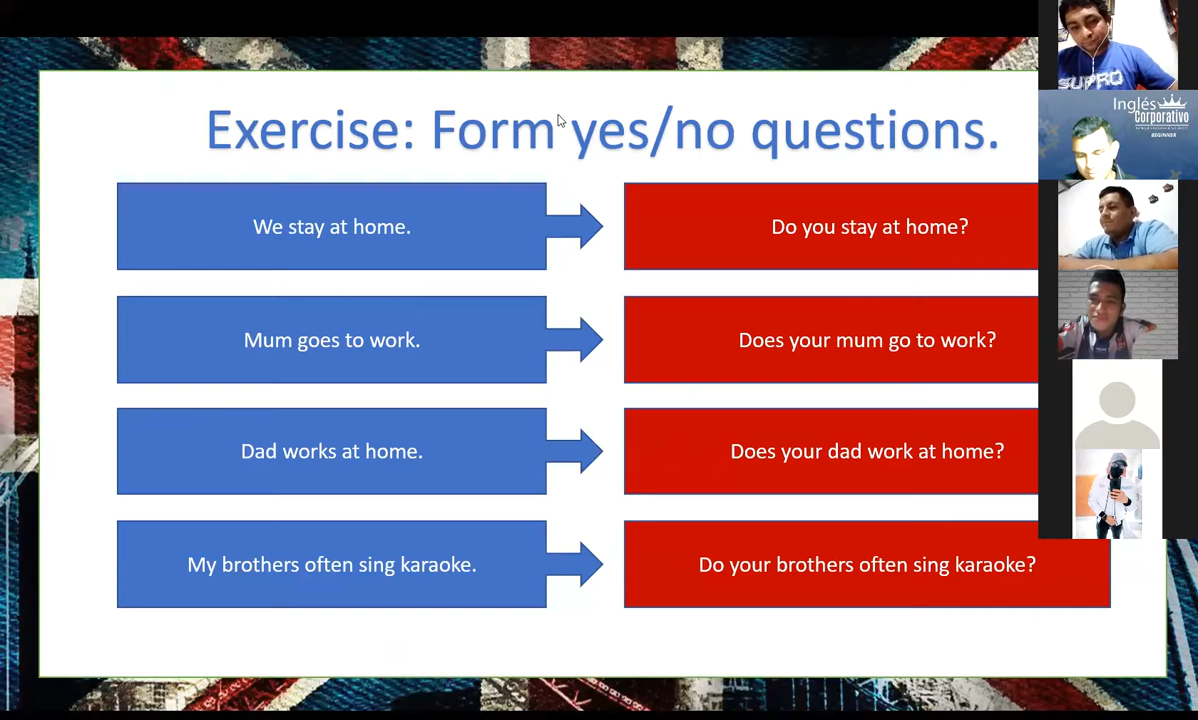 Exercise: Form yes/no questions.
We stay at home.
Do you stay at home?
Mum goes to work.
Does your mum go to work?
Dad works at home.
Does your dad work at home?
My brothers often sing karaoke.
Do your brothers often sing karaoke?
SUPRO
Inglés
Corporativo
BEGINNER